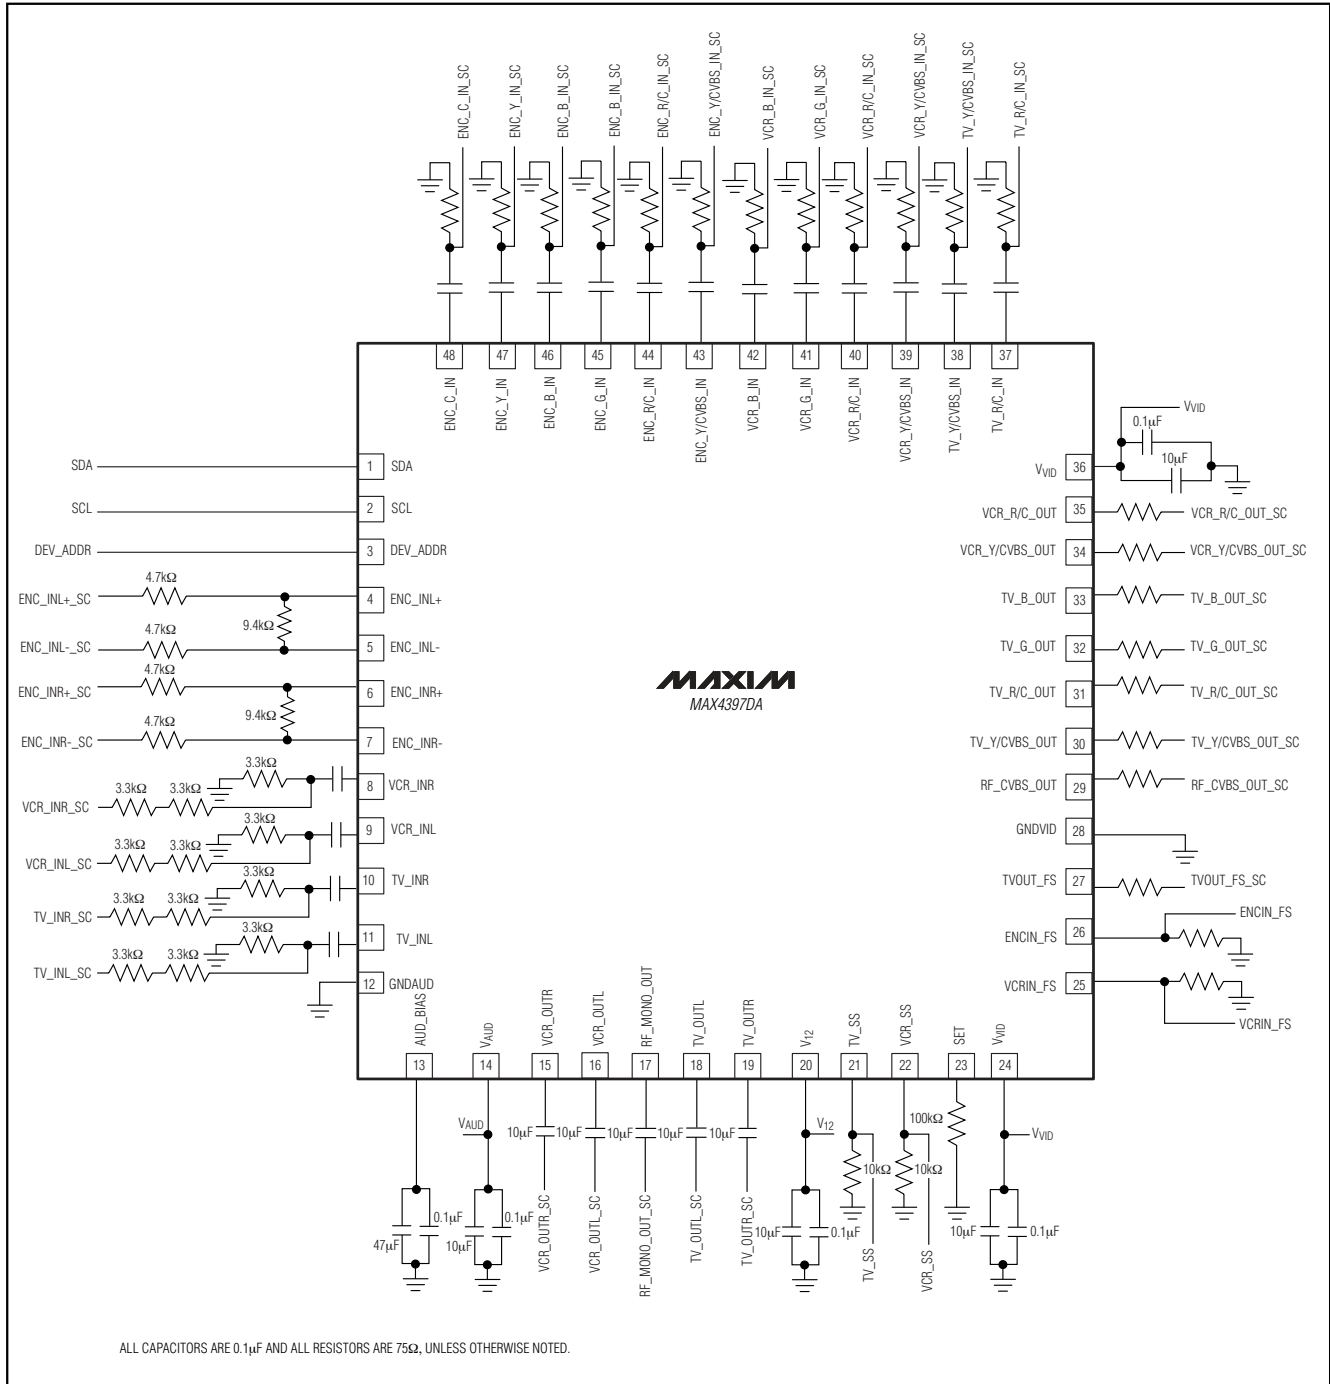 ENC_C_IN_SC
ENC_Y_IN_SC
ENC_B_IN_SC
ENC_B_IN_SC
ENC_R/C_IN_SC
ENC_Y/CVBS_IN_SC
VCR_B_IN_SC
VCR_G_IN_SC
VCR_R/C_IN_SC
VCR_Y/CVBS_IN_SC
TV_Y/CVBS_IN_SC
TV_R/C_IN_SC
48
47
46
45
44
43
42
41
40
39
38
37
ENC_C_IN
ENC_Y_IN
ENC_B_IN
ENC_G_IN
ENC_R/C_IN
ENC_Y/CVBS_IN
VCR_B_IN
VCR_G_IN
VCR_R/C_IN
VCR_Y/CVBS_IN
TV_Y/CVBS_IN
TV_R/C_IN
SDA
1 SDA
SCL
2 SCL
DEV_ADDR
3 DEV_ADDR
ENC_INL+_SC
4.7kΩ
4 ENC_INL+
9.4kΩ
ENC_INL-_SC
4.7kΩ
5 ENC_INL-
ENC_INR+_SC
4.7kΩ
6 ENC_INR+
9.4kΩ
ENC_INR-_SC
4.7kΩ
7 ENC_INR-
3.3kΩ
8 VCR_INR
VCR_INR_SC
3.3kΩ
3.3kΩ
3.3kΩ
9 VCR_INL
VCR_INL_SC
3.3kΩ
3.3kΩ
3.3kΩ
10 TV_INR
TV_INR_SC
3.3kΩ
3.3kΩ
3.3kΩ
11 TV_INL
TV_INL_SC
3.3kΩ
3.3kΩ
12 GNDAUD
MAXIM
MAX4397DA
VVID
0.1µF
10µF
VVID 36
VCR_R/C_OUT 35
VCR_R/C_OUT_SC
VCR_Y/CVBS_OUT 34
VCR_Y/CVBS_OUT_SC
TV_B_OUT 33
TV_B_OUT_SC
TV_G_OUT 32
TV_G_OUT_SC
TV_R/C_OUT 31
TV_R/C_OUT_SC
TV_Y/CVBS_OUT 30
TV_Y/CVBS_OUT_SC
RF_CVBS_OUT 29
RF_CVBS_OUT_SC
GNDVID 28
TVOUT_FS 27
TVOUT_FS_SC
ENCIN_FS 26
ENCIN_FS
VCRIN_FS 25
VCRIN_FS
AUD_BIAS
VAUD
VCR_OUTR
VCR_OUTL
RF_MONO_OUT
TV_OUTL
TV_OUTR
V12
TV_SS
VCR_SS
SET
VVID
13
14
15
16
17
18
19
20
21
22
23
24
VAUD
10µF
10µF
10µF
10µF
10µF
V12
100kΩ
VVID
10kΩ
10kΩ
47µF
0.1µF
10µF
0.1µF
VCR_OUTR_SC
VCR_OUTL_SC
RF_MONO_OUT_SC
TV_OUTL_SC
TV_OUTR_SC
10µF
0.1µF
TV_SS
VCR_SS
10µF
0.1µF
ALL CAPACITORS ARE 0.1µF AND ALL RESISTORS ARE 75Ω, UNLESS OTHERWISE NOTED.